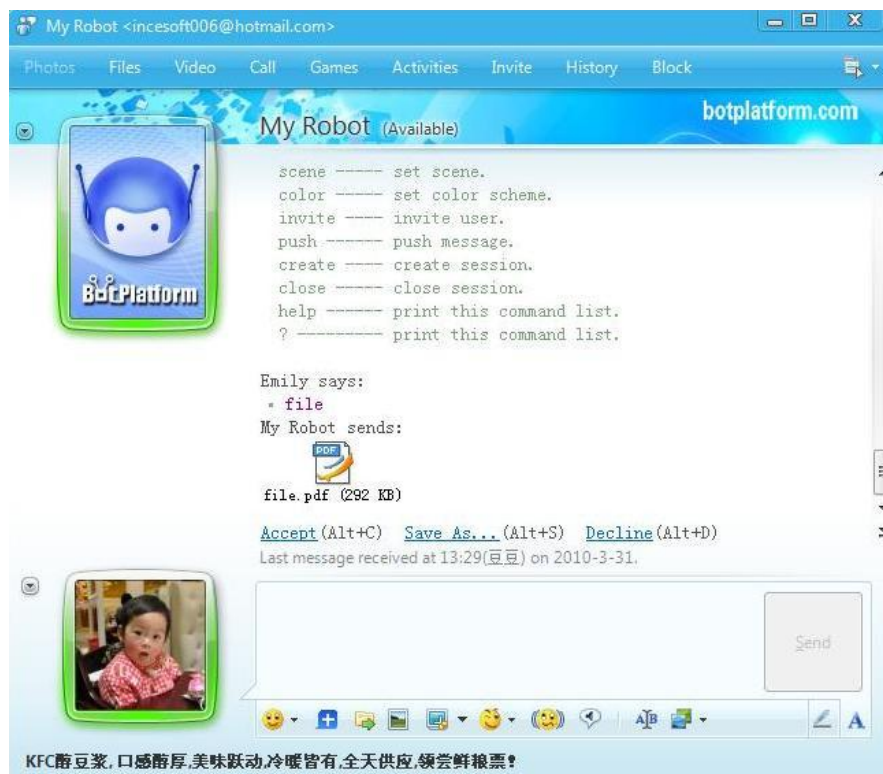 My Robot <incesoft006@hotmail.com>
Photos Files Video Call Games Activities Invite History Block
botplatform.com
My Robot (Available)
scene ----- set scene.
color ----- set color scheme.
invite ---- invite user.
push ------ push message.
create ---- create session.
close ----- close session.
help ------ print this command list.
? --------- print this command list.
BotPlatform
Emily says:
file
My Robot sends:
PDF
file.pdf (292 KB)
Accept(Alt+C) Save As...(Alt+S) Decline(Alt+D)
Last message received at 13:29(豆豆) on 2010-3-31.
Send
KFC醇豆浆,口感醇厚,美味跃动,冷暖皆有,全天供应,领尝鲜粮票!